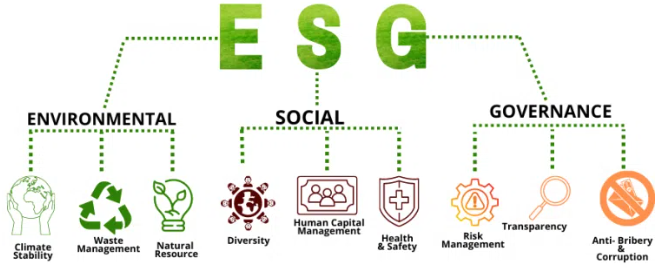 E S G
ENVIRONMENTAL
SOCIAL
GOVERNANCE
Climate
Stability
Waste
Management
Natural
Resource
Diversity
Human Capital
Management
Health
& Safety
Risk
Management
Transparency
Anti- Bribery
&
Corruption